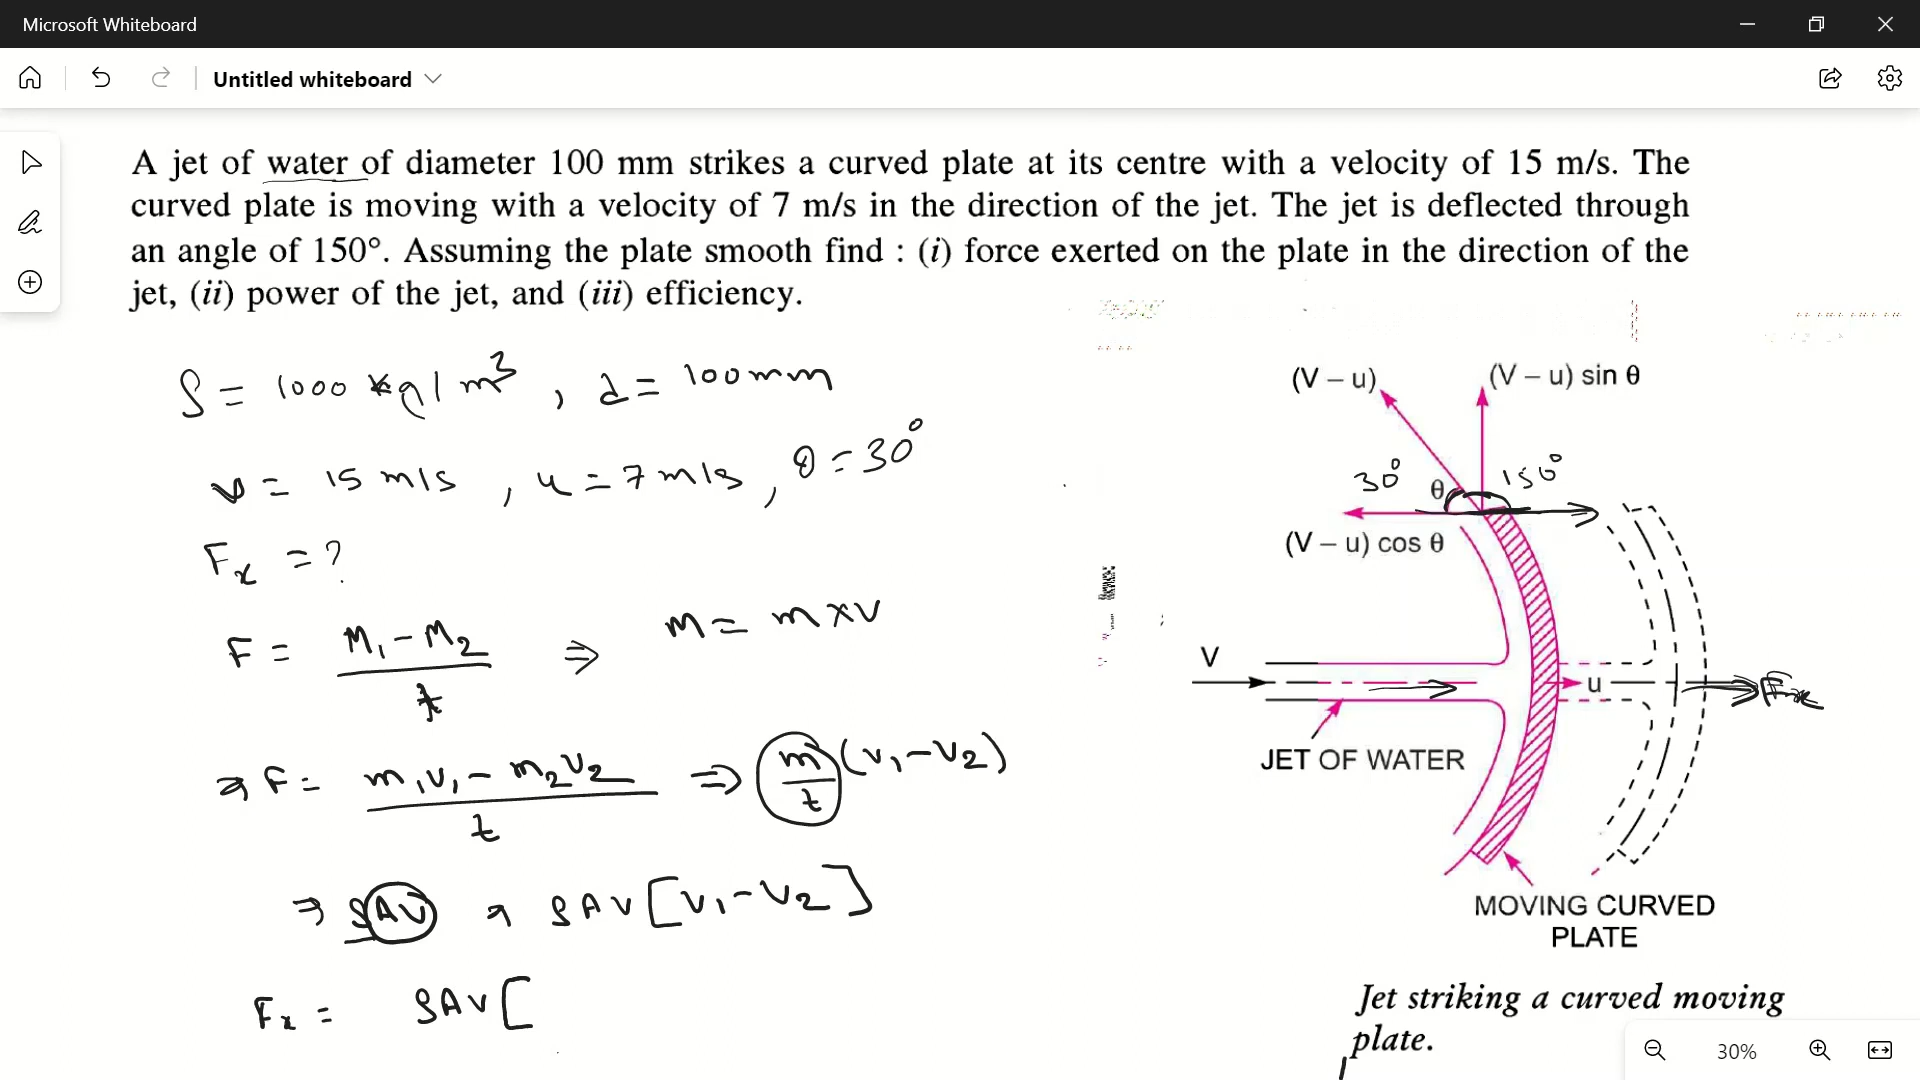 Microsoft Whiteboard
Untitled whiteboard
A jet of water of diameter 100 mm strikes a curved plate at its centre with a velocity of 15 m/s. The
curved plate is moving with a velocity of 7 m/s in the direction of the jet. The jet is deflected through
an angle of 150°. Assuming the plate smooth find : (i) force exerted on the plate in the direction of the
jet, (ii) power of the jet, and (iii) efficiency.
ρ = 1000 kg/m³, d = 100mm
v = 15 m/s, u = 7 m/s, θ = 30°
Fx = ?
F = M₁-M₂/t ⇒ M = m×v
⇒ F = m₁v₁-m₂v₂/t ⇒ m/t (v₁-v₂)
⇒ ρAV ⇒ ρAV[v₁-v₂]
Fx = ρAV[
(V – u)
(V – u) sin θ
30°
θ
150°
(V – u) cos θ
V
u
Fx
JET OF WATER
MOVING CURVED
PLATE
Jet striking a curved moving
plate.
30%